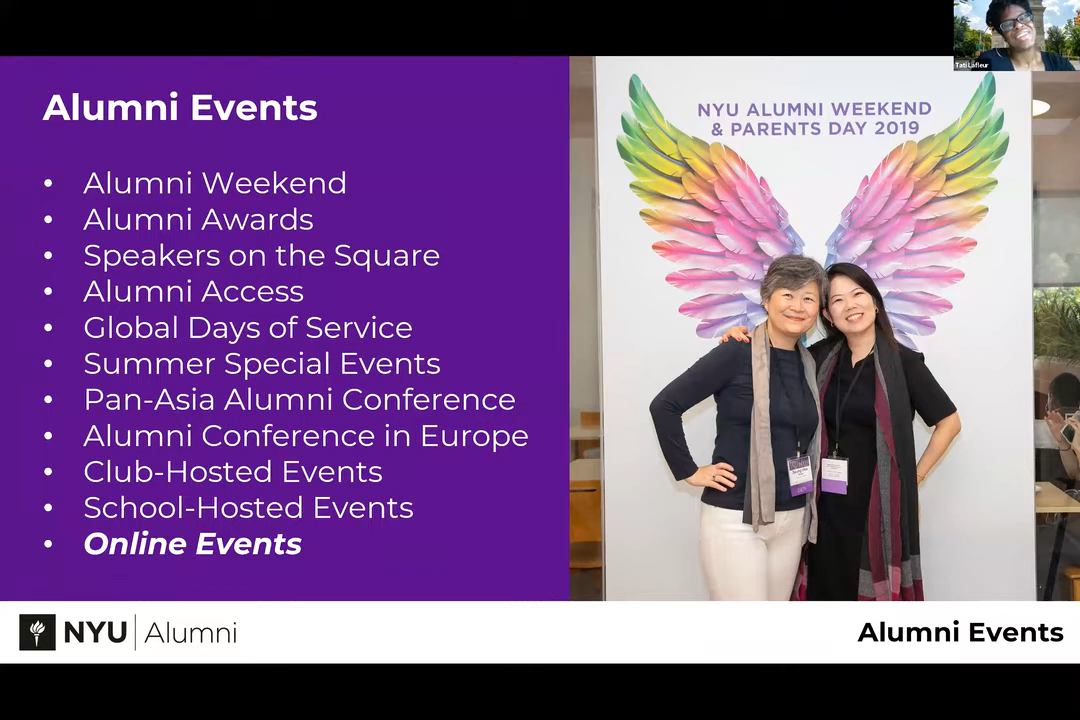 Tati Lafleur
Alumni Events
• Alumni Weekend
• Alumni Awards
• Speakers on the Square
• Alumni Access
• Global Days of Service
• Summer Special Events
• Pan-Asia Alumni Conference
• Alumni Conference in Europe
• Club-Hosted Events
• School-Hosted Events
• Online Events
NYU ALUMNI WEEKEND
& PARENTS DAY 2019
NYU Alumni
Alumni Events